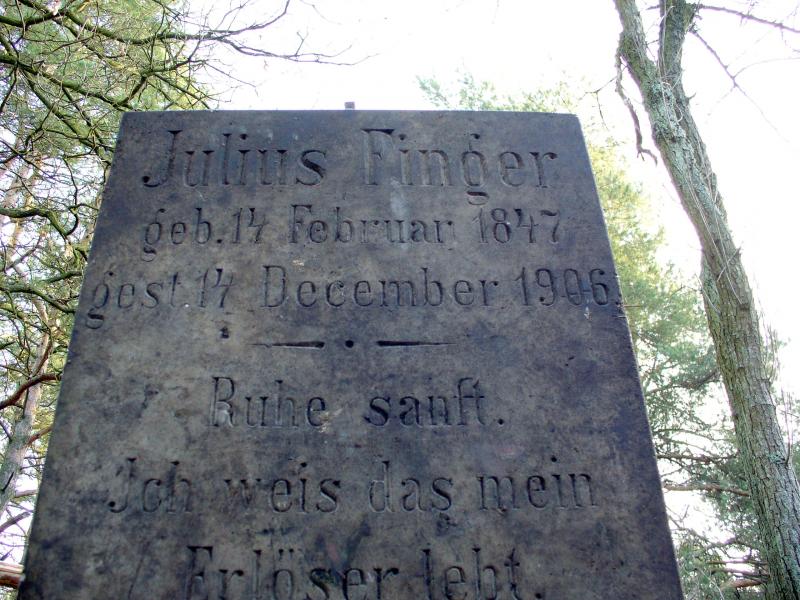 Julius Finger
geb. 14 Februar 1847
gest 14 December 1906.
Ruhe sanft.
Ich weis das mein
Erlöser lebt.